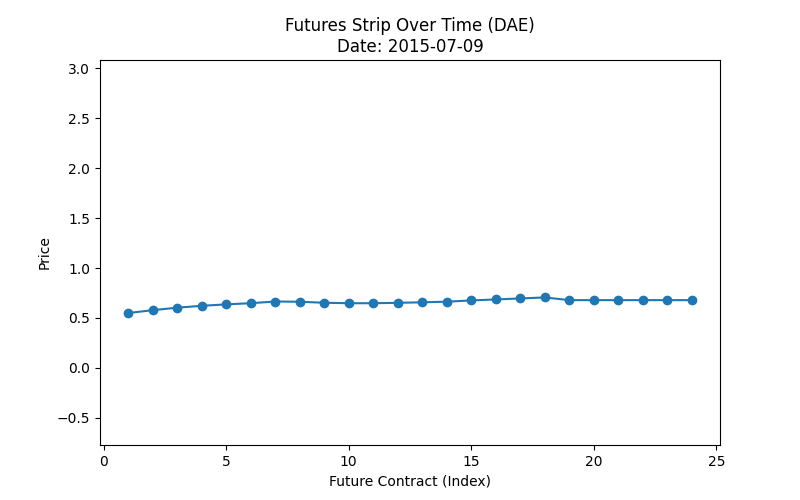 Futures Strip Over Time (DAE)
Date: 2015-07-09
3.0
2.5
2.0
1.5
1.0
0.5
0.0
−0.5
Price
0 5 10 15 20 25
Future Contract (Index)